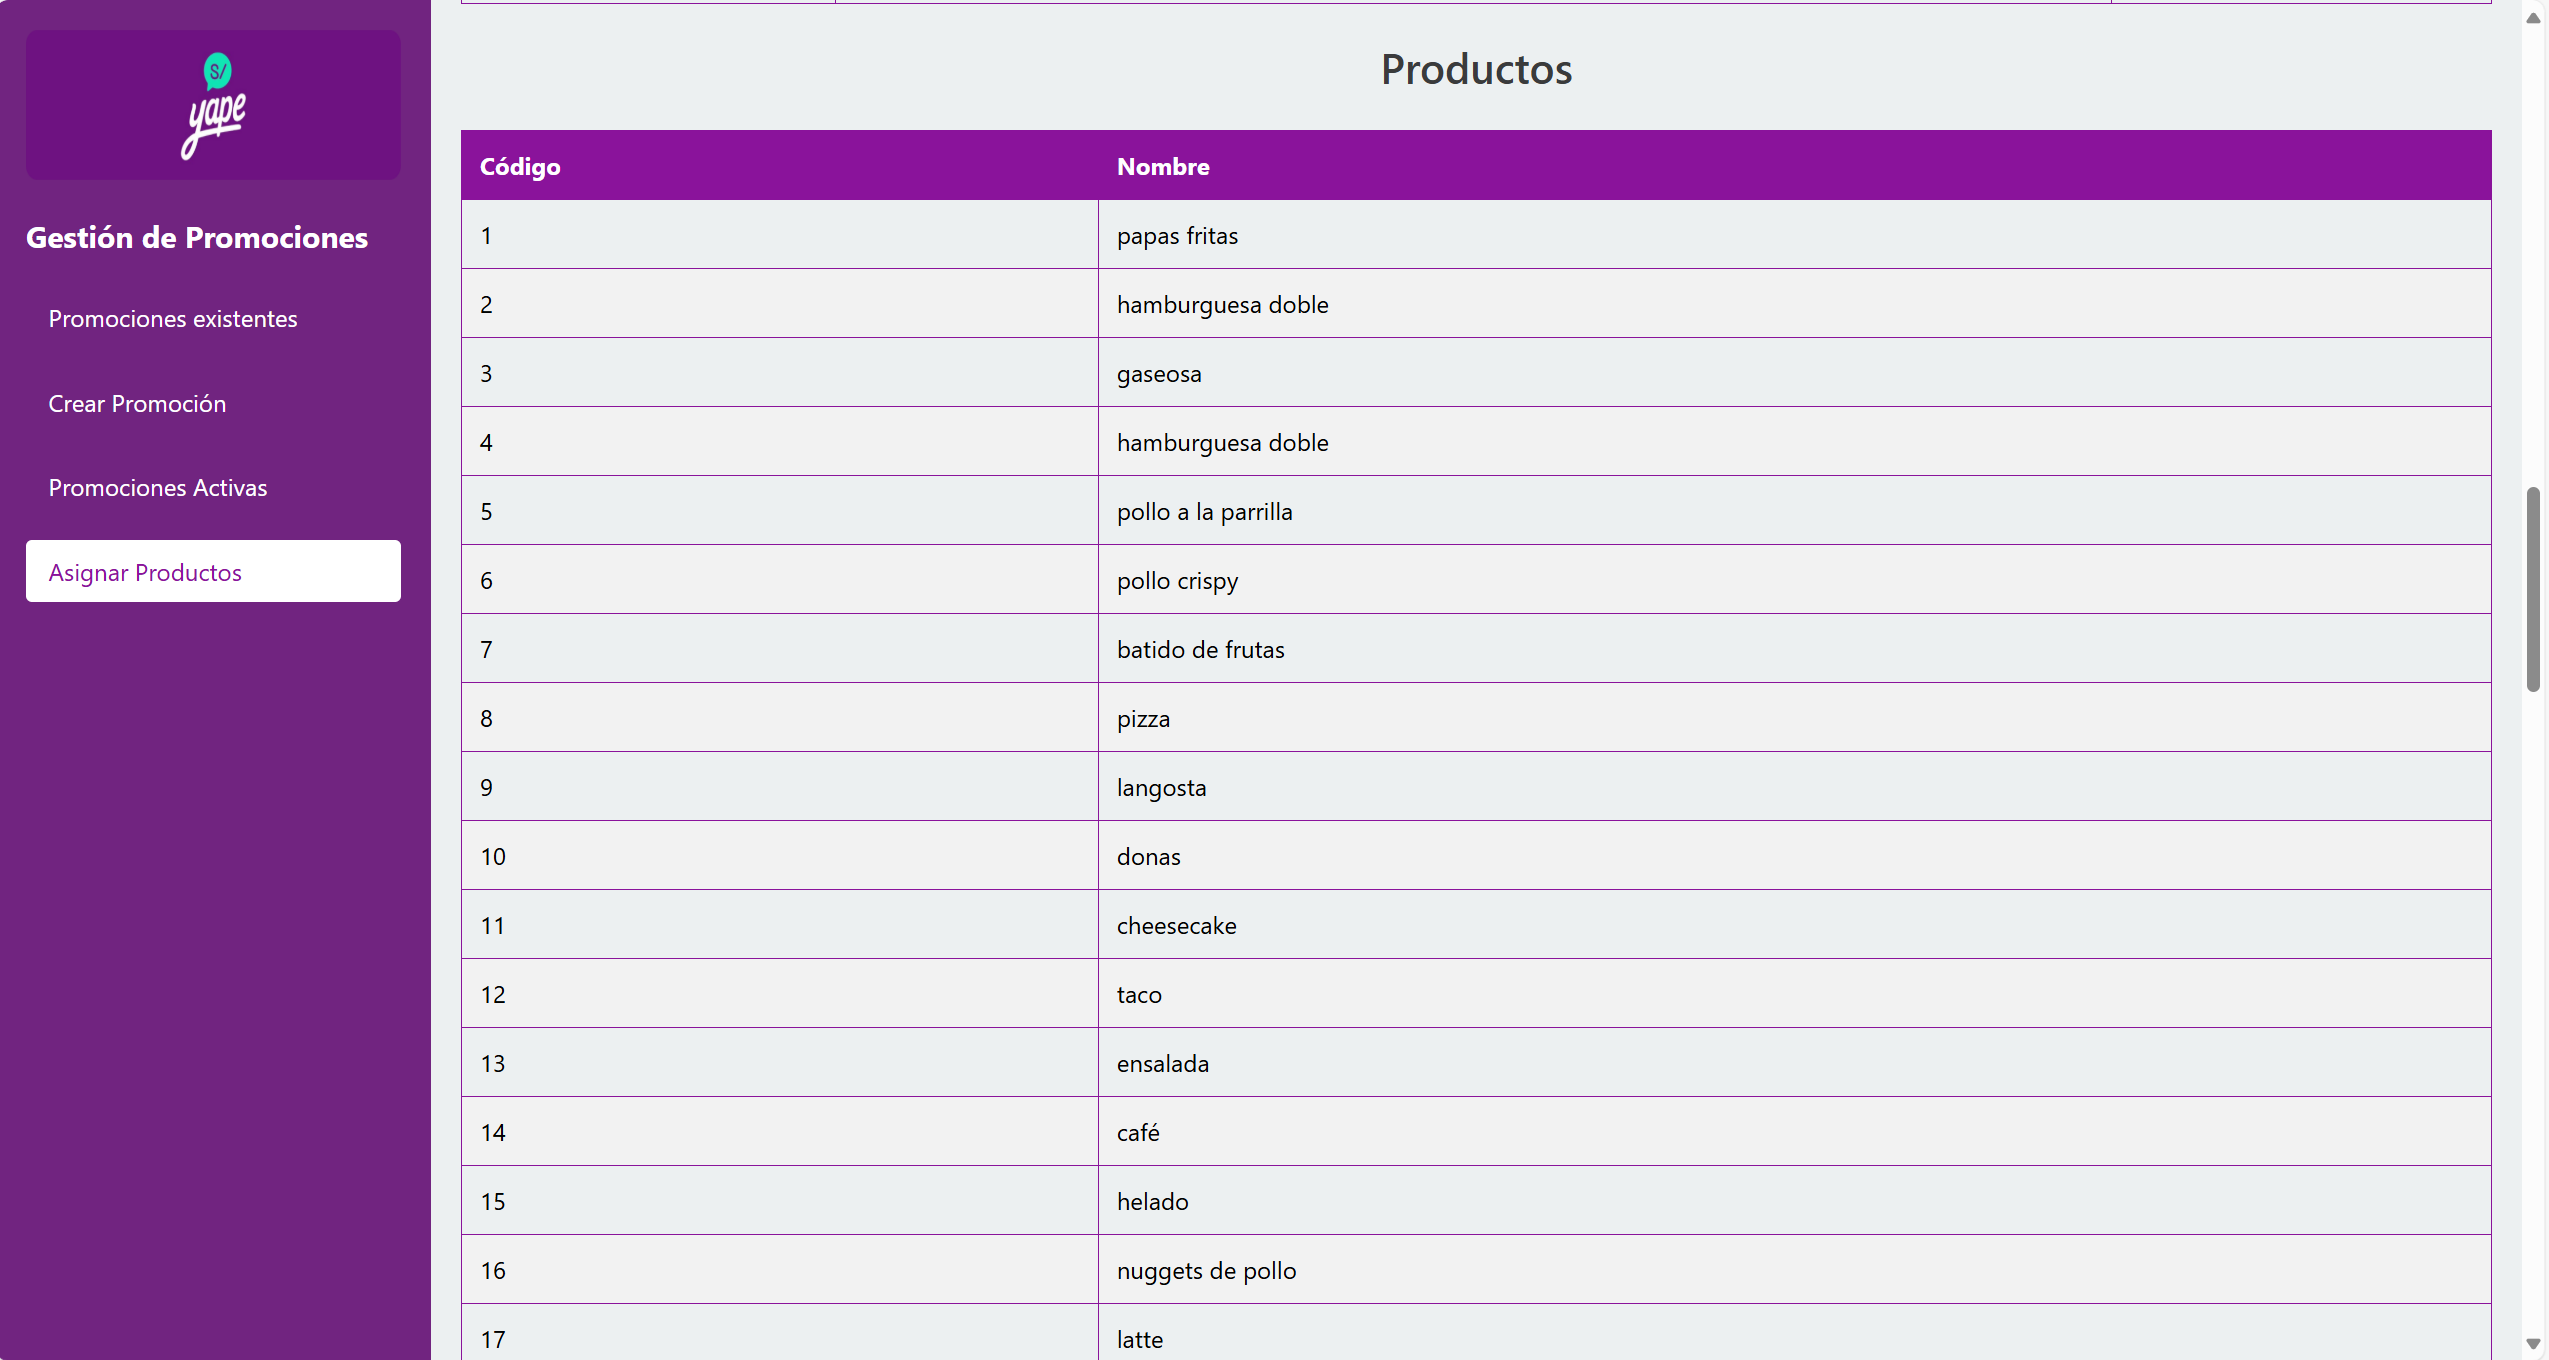 S/
yape
Gestión de Promociones
Promociones existentes
Crear Promoción
Promociones Activas
Asignar Productos
Productos
Código Nombre
1 papas fritas
2 hamburguesa doble
3 gaseosa
4 hamburguesa doble
5 pollo a la parrilla
6 pollo crispy
7 batido de frutas
8 pizza
9 langosta
10 donas
11 cheesecake
12 taco
13 ensalada
14 café
15 helado
16 nuggets de pollo
17 latte